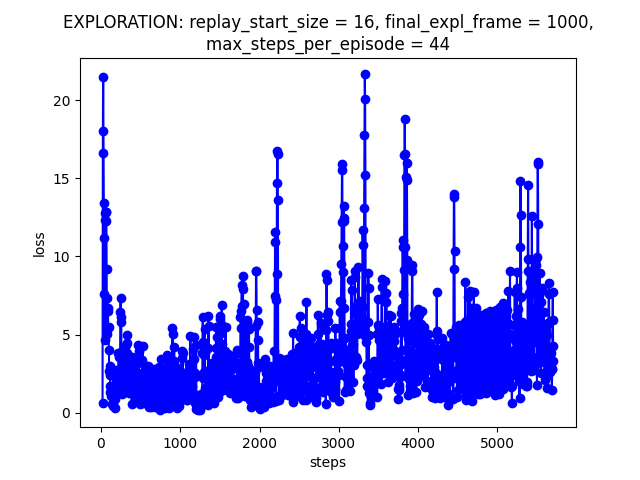 EXPLORATION: replay_start_size = 16, final_expl_frame = 1000,
max_steps_per_episode = 44
20
15
10
5
0
loss
0 1000 2000 3000 4000 5000
steps